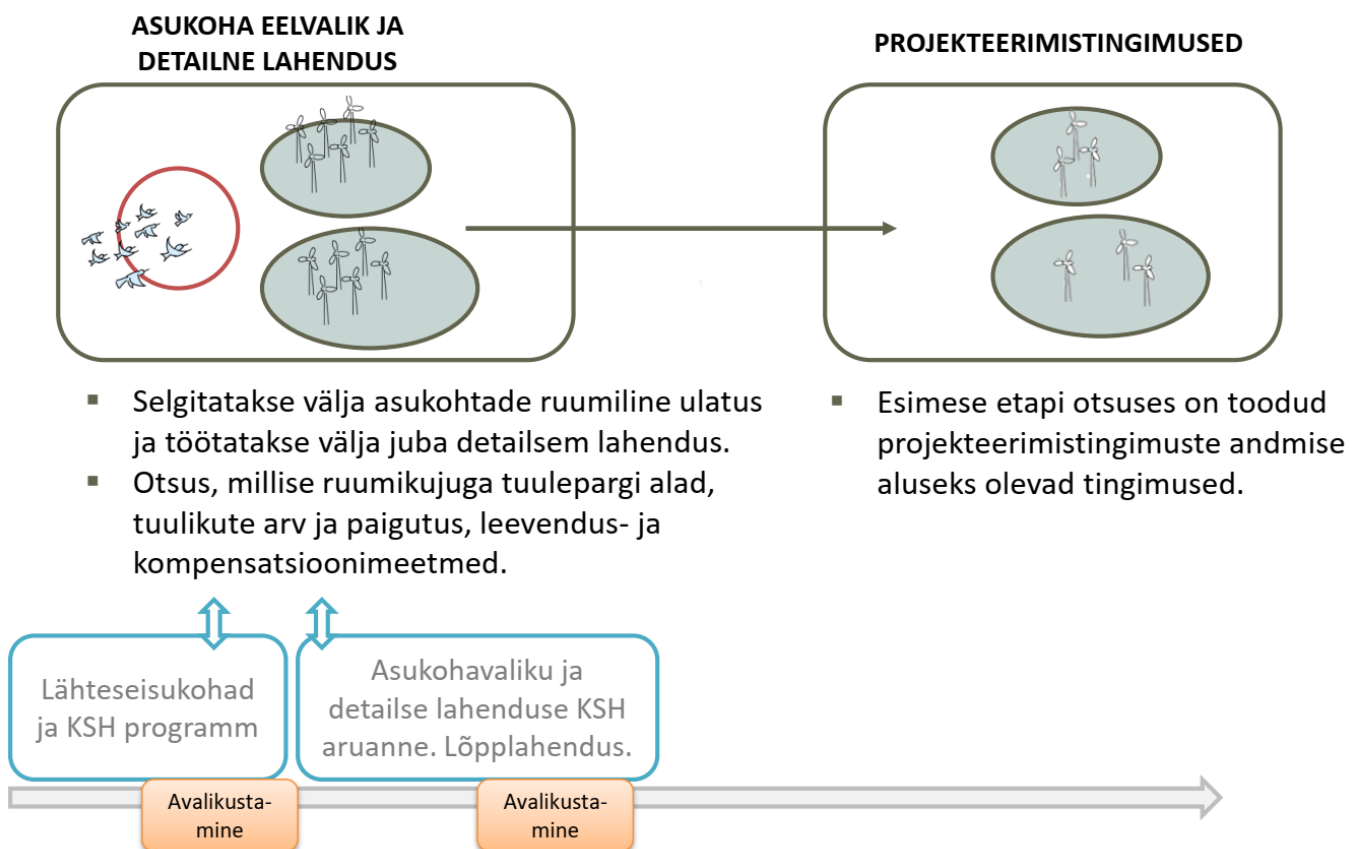 ASUKOHA EELVALIK JA
DETAILNE LAHENDUS
PROJEKTEERIMISTINGIMUSED
▪ Selgitatakse välja asukohtade ruumiline ulatus
ja töötatakse välja juba detailsem lahendus.
▪ Otsus, millise ruumikujuga tuulepargi alad,
tuulikute arv ja paigutus, leevendus- ja
kompensatsioonimeetmed.
▪ Esimese etapi otsuses on toodud
projekteerimistingimuste andmise
aluseks olevad tingimused.
Lähteseisukohad
ja KSH programm
Asukohavaliku ja
detailse lahenduse KSH
aruanne. Lõpplahendus.
Avalikusta-
mine
Avalikusta-
mine